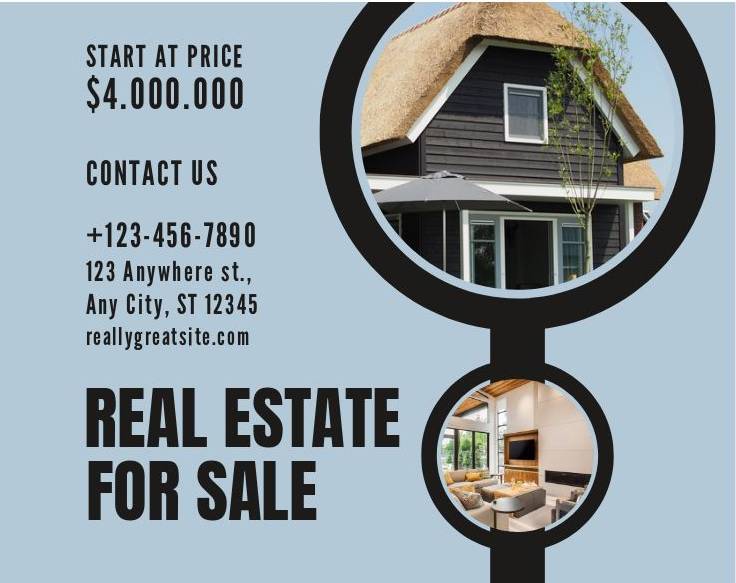 START AT PRICE
$4.000.000
CONTACT US
+123-456-7890
123 Anywhere st.,
Any City, ST 12345
reallygreatsite.com
REAL ESTATE
FOR SALE